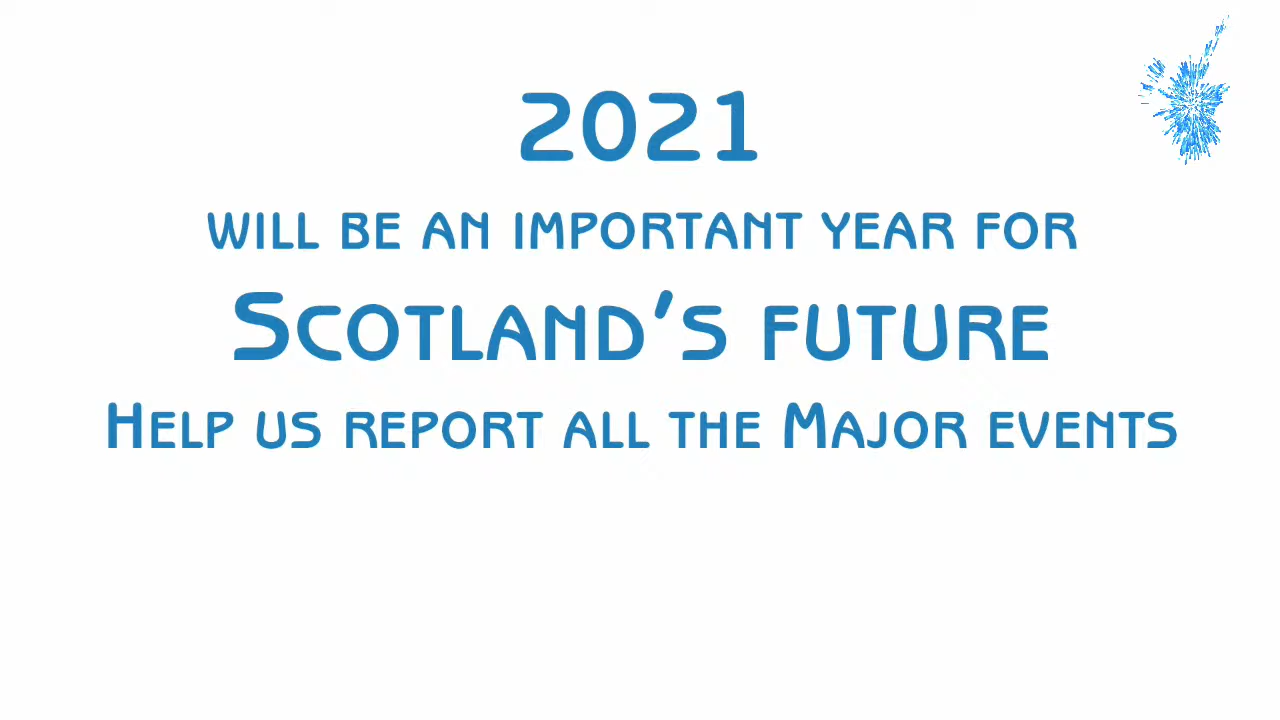 2021
will be an important year for
Scotland's future
Help us report all the Major events